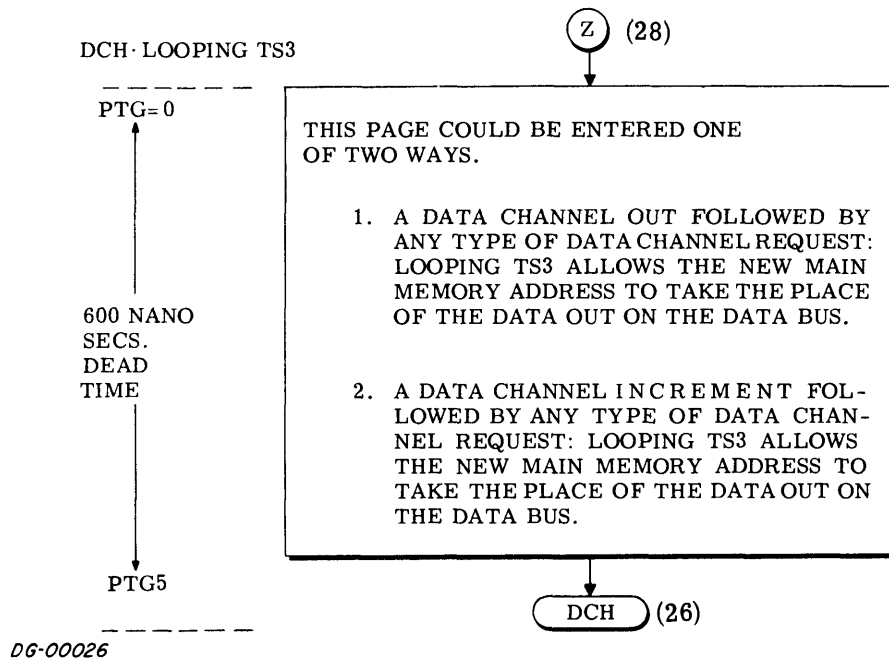 Z (28)
DCH·LOOPING TS3
PTG=0
THIS PAGE COULD BE ENTERED ONE
OF TWO WAYS.
1. A DATA CHANNEL OUT FOLLOWED BY
ANY TYPE OF DATA CHANNEL REQUEST:
LOOPING TS3 ALLOWS THE NEW MAIN
MEMORY ADDRESS TO TAKE THE PLACE
OF THE DATA OUT ON THE DATA BUS.
600 NANO
SECS.
DEAD
TIME
2. A DATA CHANNEL INCREMENT FOL-
LOWED BY ANY TYPE OF DATA CHAN-
NEL REQUEST: LOOPING TS3 ALLOWS
THE NEW MAIN MEMORY ADDRESS TO
TAKE THE PLACE OF THE DATA OUT ON
THE DATA BUS.
PTG5
DCH (26)
DG-00026